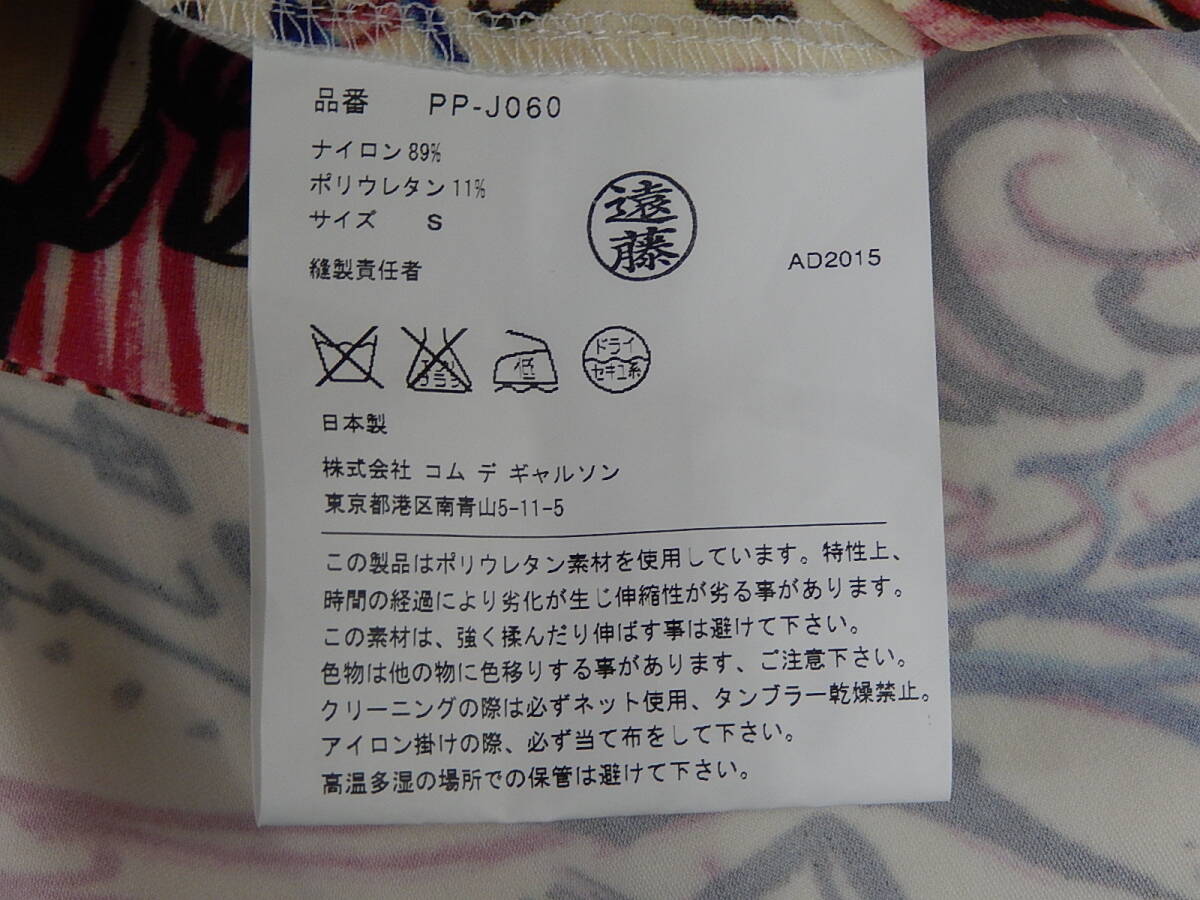 品番 PP-J060
ナイロン89%
ポリウレタン11%
サイズ S
縫製責任者
遠藤
AD2015
エンソ
サラシ
低
ドライ
セキユ系
日本製
株式会社 コム デ ギャルソン
東京都港区南青山5-11-5
この製品はポリウレタン素材を使用しています。特性上、
時間の経過により劣化が生じ伸縮性が劣る事があります。
この素材は、強く揉んだり伸ばす事は避けて下さい。
色物は他の物に色移りする事があります、ご注意下さい。
クリーニングの際は必ずネット使用、タンブラー乾燥禁止。
アイロン掛けの際、必ず当て布をして下さい。
高温多湿の場所での保管は避けて下さい。